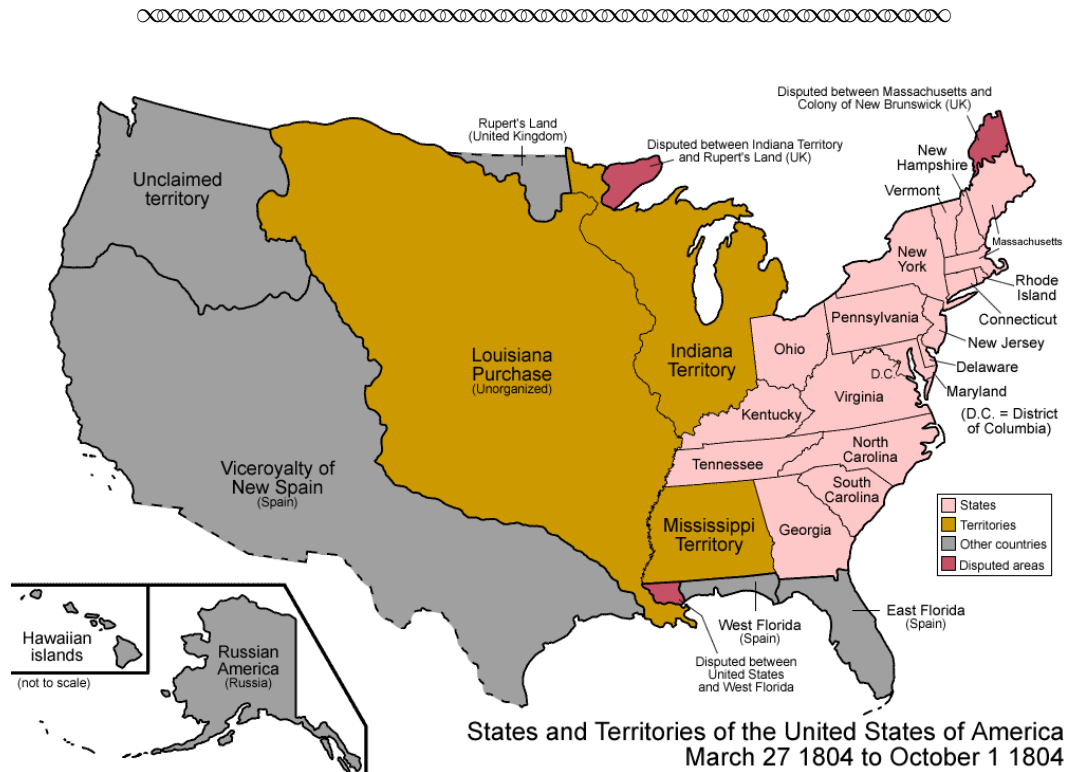 Disputed between Massachusetts and
Colony of New Brunswick (UK)
Rupert's Land
(United Kingdom)
Disputed between Indiana Territory
and Rupert's Land (UK)
New
Hampshire
Vermont
Unclaimed
territory
Massachusetts
New
York
Rhode
Island
Connecticut
Pennsylvania
New Jersey
Ohio
Indiana
Territory
Louisiana
Purchase
(Unorganized)
D.C.
Delaware
Maryland
Virginia
(D.C. = District
of Columbia)
Kentucky
North
Carolina
Tennessee
Viceroyalty of
New Spain
(Spain)
South
Carolina
Mississippi
Territory
Georgia
States
Territories
Other countries
Disputed areas
East Florida
(Spain)
West Florida
(Spain)
Disputed between
United States
and West Florida
Hawaiian
islands
(not to scale)
Russian
America
(Russia)
States and Territories of the United States of America
March 27 1804 to October 1 1804